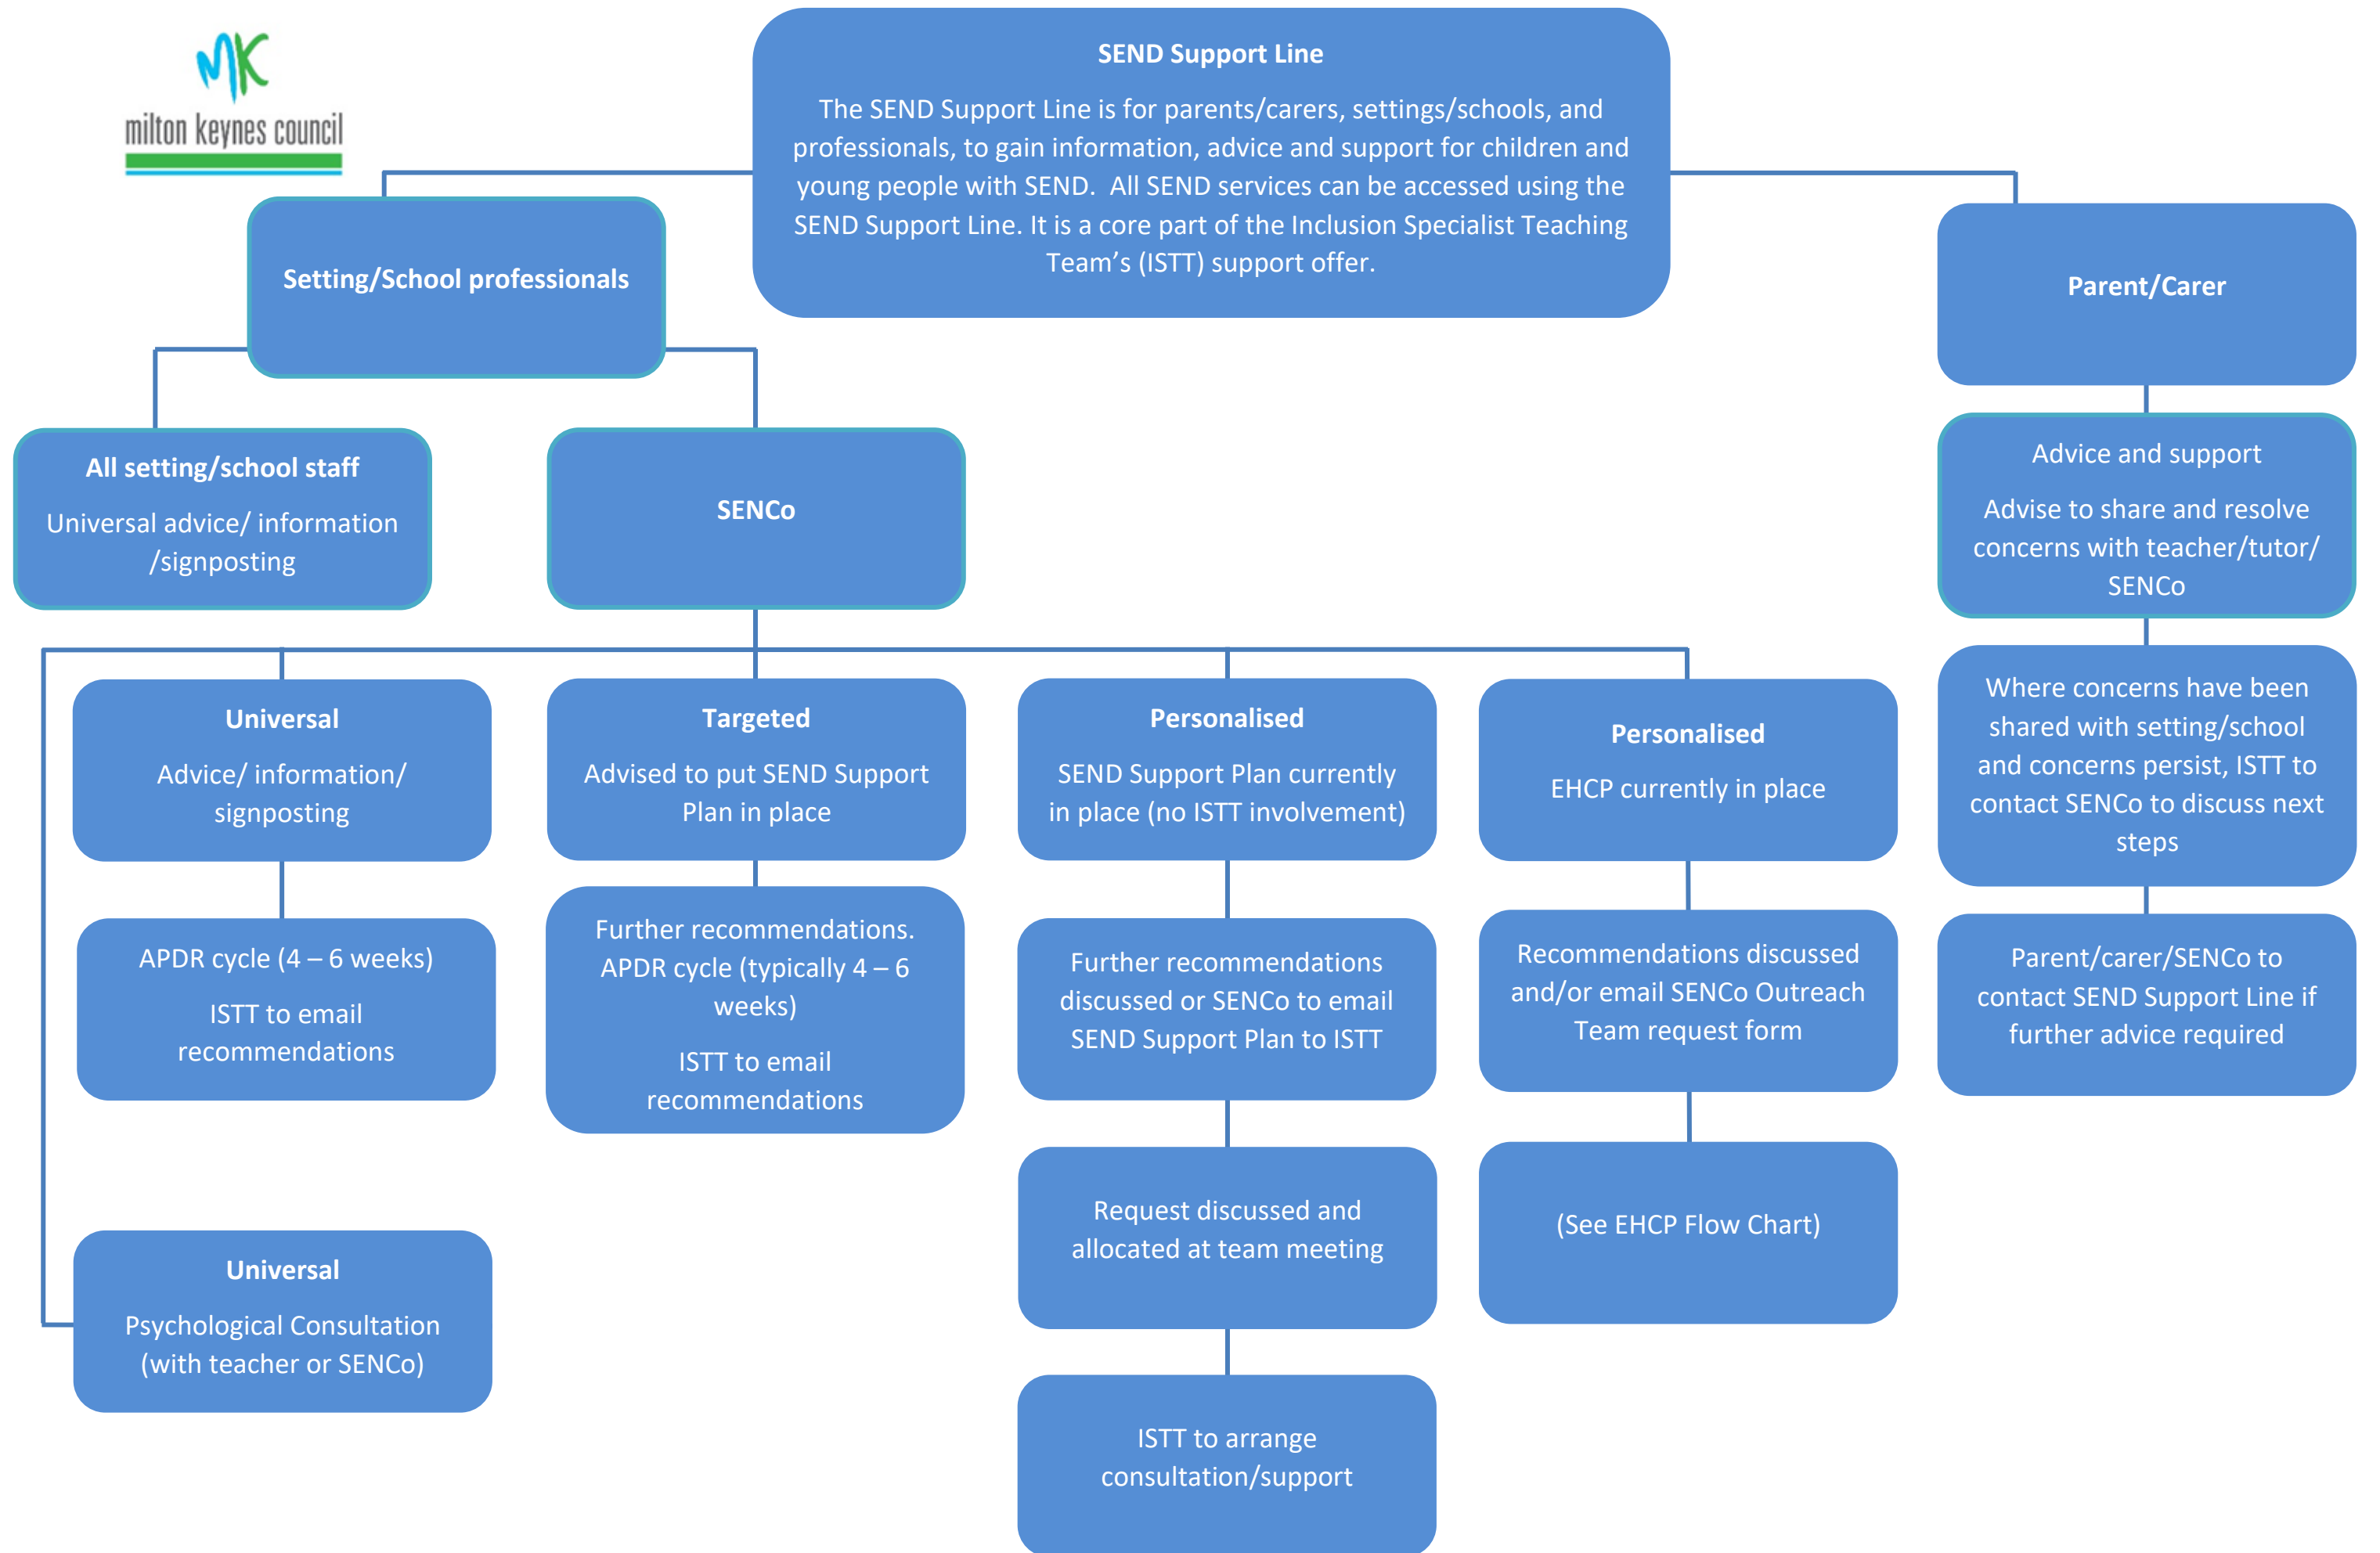 milton keynes council
SEND Support Line
The SEND Support Line is for parents/carers, settings/schools, and
professionals, to gain information, advice and support for children and
young people with SEND.  All SEND services can be accessed using the
SEND Support Line. It is a core part of the Inclusion Specialist Teaching
Team’s (ISTT) support offer.
Setting/School professionals
Parent/Carer
All setting/school staff
Universal advice/ information
/signposting
SENCo
Advice and support
Advise to share and resolve
concerns with teacher/tutor/
SENCo
Universal
Advice/ information/
signposting
Targeted
Advised to put SEND Support
Plan in place
Personalised
SEND Support Plan currently
in place (no ISTT involvement)
Personalised
EHCP currently in place
Where concerns have been
shared with setting/school
and concerns persist, ISTT to
contact SENCo to discuss next
steps
APDR cycle (4 – 6 weeks)
ISTT to email
recommendations
Further recommendations.
APDR cycle (typically 4 – 6
weeks)
ISTT to email
recommendations
Further recommendations
discussed or SENCo to email
SEND Support Plan to ISTT
Recommendations discussed
and/or email SENCo Outreach
Team request form
Parent/carer/SENCo to
contact SEND Support Line if
further advice required
Universal
Psychological Consultation
(with teacher or SENCo)
Request discussed and
allocated at team meeting
(See EHCP Flow Chart)
ISTT to arrange
consultation/support